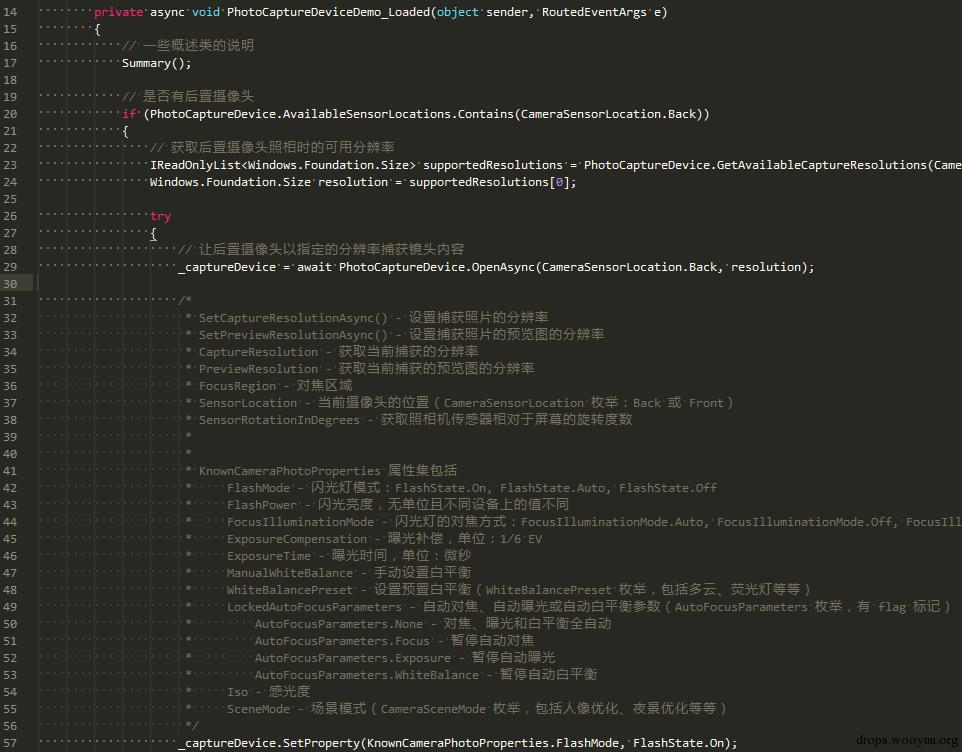 14 private async void PhotoCaptureDeviceDemo_Loaded(object sender, RoutedEventArgs e)
15 {
16 // 一些概述类的说明
17 Summary();
18
19 // 是否有后置摄像头
20 if (PhotoCaptureDevice.AvailableSensorLocations.Contains(CameraSensorLocation.Back))
21 {
22 // 获取后置摄像头照相时的可用分辨率
23 IReadOnlyList<Windows.Foundation.Size> supportedResolutions = PhotoCaptureDevice.GetAvailableCaptureResolutions(Came
24 Windows.Foundation.Size resolution = supportedResolutions[0];
25
26 try
27 {
28 // 让后置摄像头以指定的分辨率捕获镜头内容
29 _captureDevice = await PhotoCaptureDevice.OpenAsync(CameraSensorLocation.Back, resolution);
30
31 /*
32 * SetCaptureResolutionAsync() - 设置捕获照片的分辨率
33 * SetPreviewResolutionAsync() - 设置捕获照片的预览图的分辨率
34 * CaptureResolution - 获取当前捕获的分辨率
35 * PreviewResolution - 获取当前捕获的预览图的分辨率
36 * FocusRegion - 对焦区域
37 * SensorLocation - 当前摄像头的位置（CameraSensorLocation 枚举：Back 或 Front）
38 * SensorRotationInDegrees - 获取照相机传感器相对于屏幕的旋转度数
39 *
40 *
41 * KnownCameraPhotoProperties 属性集包括
42 * FlashMode - 闪光灯模式：FlashState.On, FlashState.Auto, FlashState.Off
43 * FlashPower - 闪光亮度，无单位且不同设备上的值不同
44 * FocusIlluminationMode - 闪光灯的对焦方式：FocusIlluminationMode.Auto, FocusIlluminationMode.Off, FocusIll
45 * ExposureCompensation - 曝光补偿，单位：1/6 EV
46 * ExposureTime - 曝光时间，单位：微秒
47 * ManualWhiteBalance - 手动设置白平衡
48 * WhiteBalancePreset - 设置预置白平衡（WhiteBalancePreset 枚举，包括多云、荧光灯等等）
49 * LockedAutoFocusParameters - 自动对焦、自动曝光或自动白平衡参数（AutoFocusParameters 枚举，有 flag 标记）
50 * AutoFocusParameters.None - 对焦、曝光和白平衡全自动
51 * AutoFocusParameters.Focus - 暂停自动对焦
52 * AutoFocusParameters.Exposure - 暂停自动曝光
53 * AutoFocusParameters.WhiteBalance - 暂停自动白平衡
54 * Iso - 感光度
55 * SceneMode - 场景模式（CameraSceneMode 枚举，包括人像优化、夜景优化等等）
56 */
57 _captureDevice.SetProperty(KnownCameraPhotoProperties.FlashMode, FlashState.On);
drops.wooyun.org